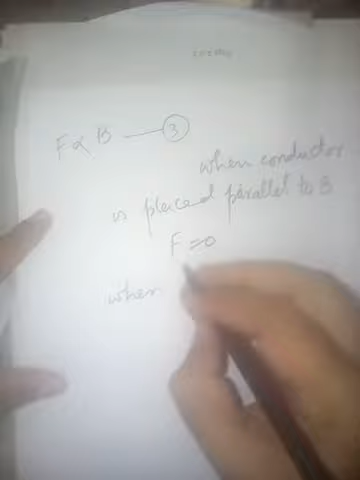 F ∝ B — ③
when conductor
is placed parallel to B
F = 0
when